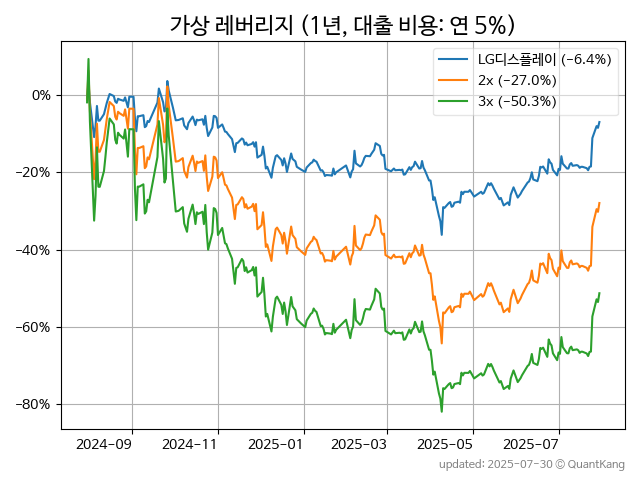 가상 레버리지 (1년, 대출 비용: 연 5%)
LG디스플레이 (−6.4%)
2x (−27.0%)
3x (−50.3%)
0%
−20%
−40%
−60%
−80%
2024−09 2024−11 2025−01 2025−03 2025−05 2025−07
updated: 2025-07-30 © QuantKang